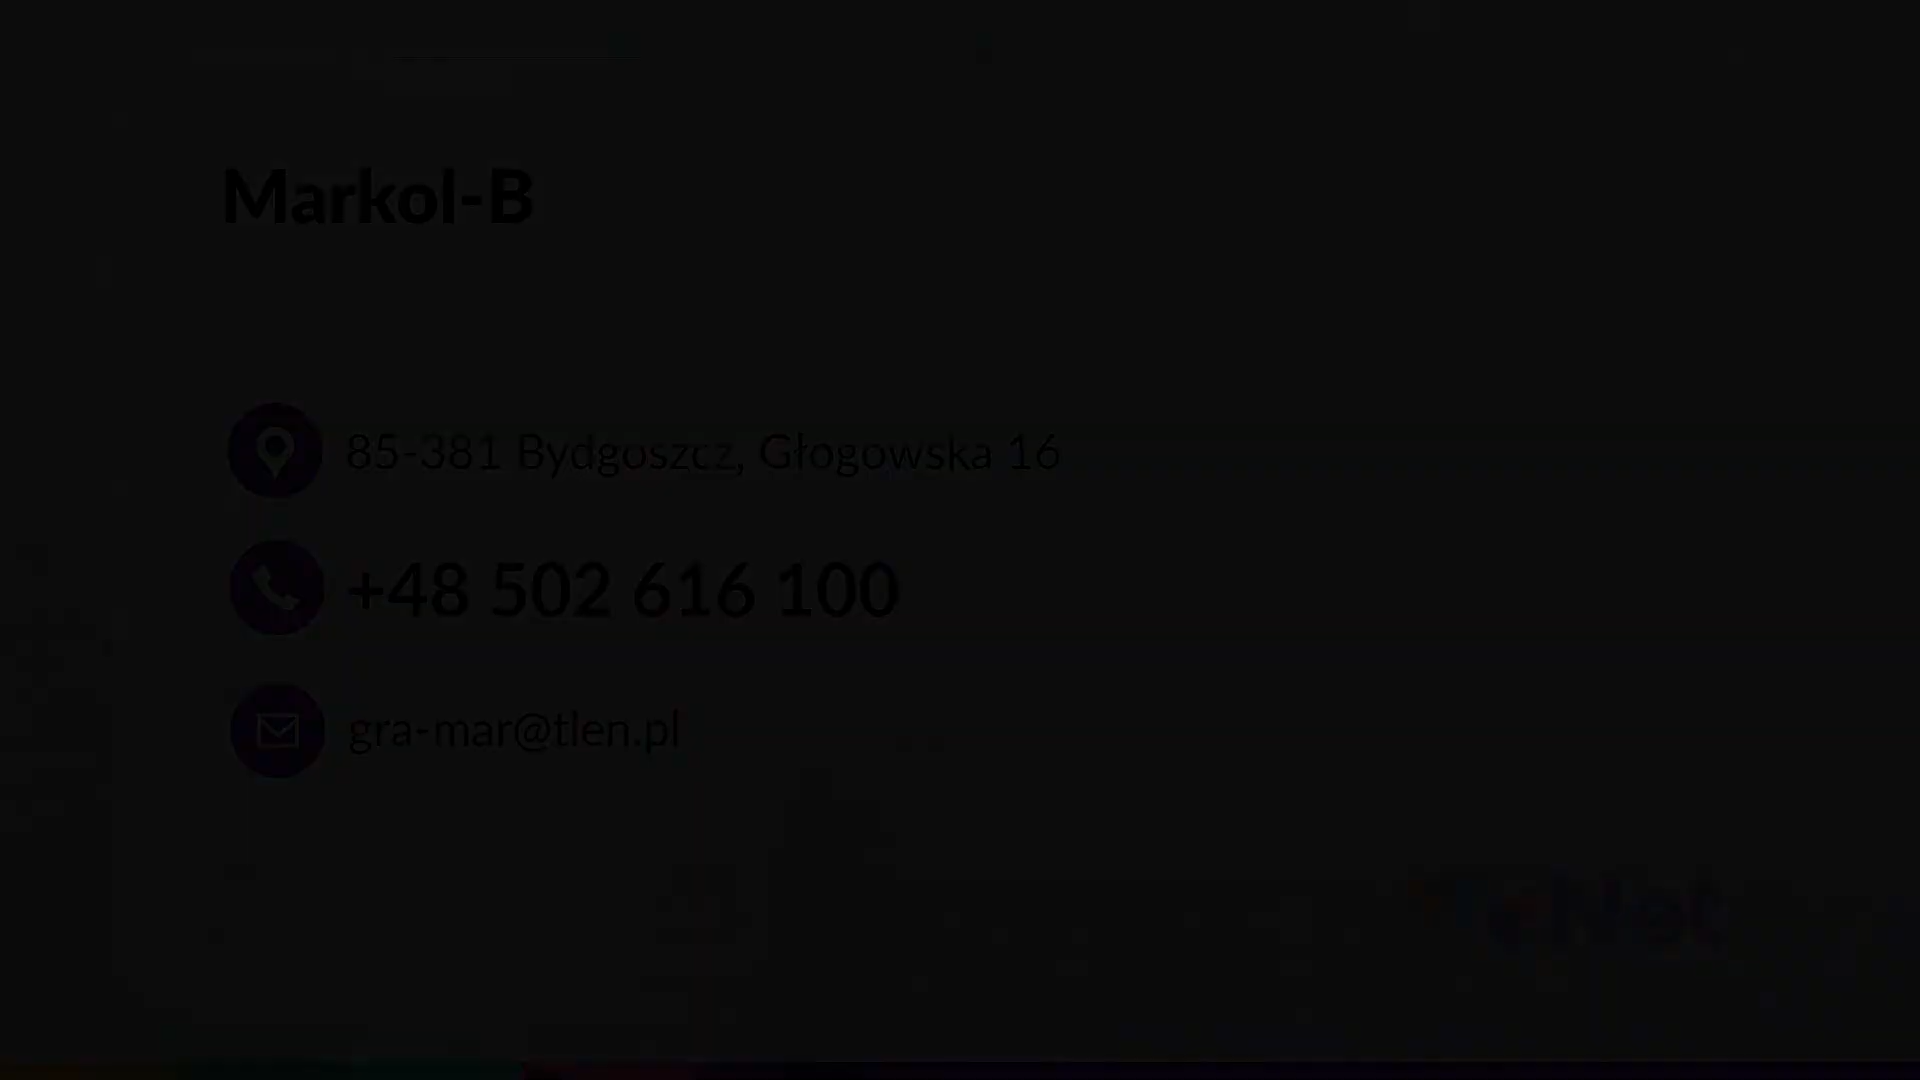 Markol-B
85-381 Bydgoszcz, Głogowska 16
+48 502 616 100
gra-mar@tlen.pl